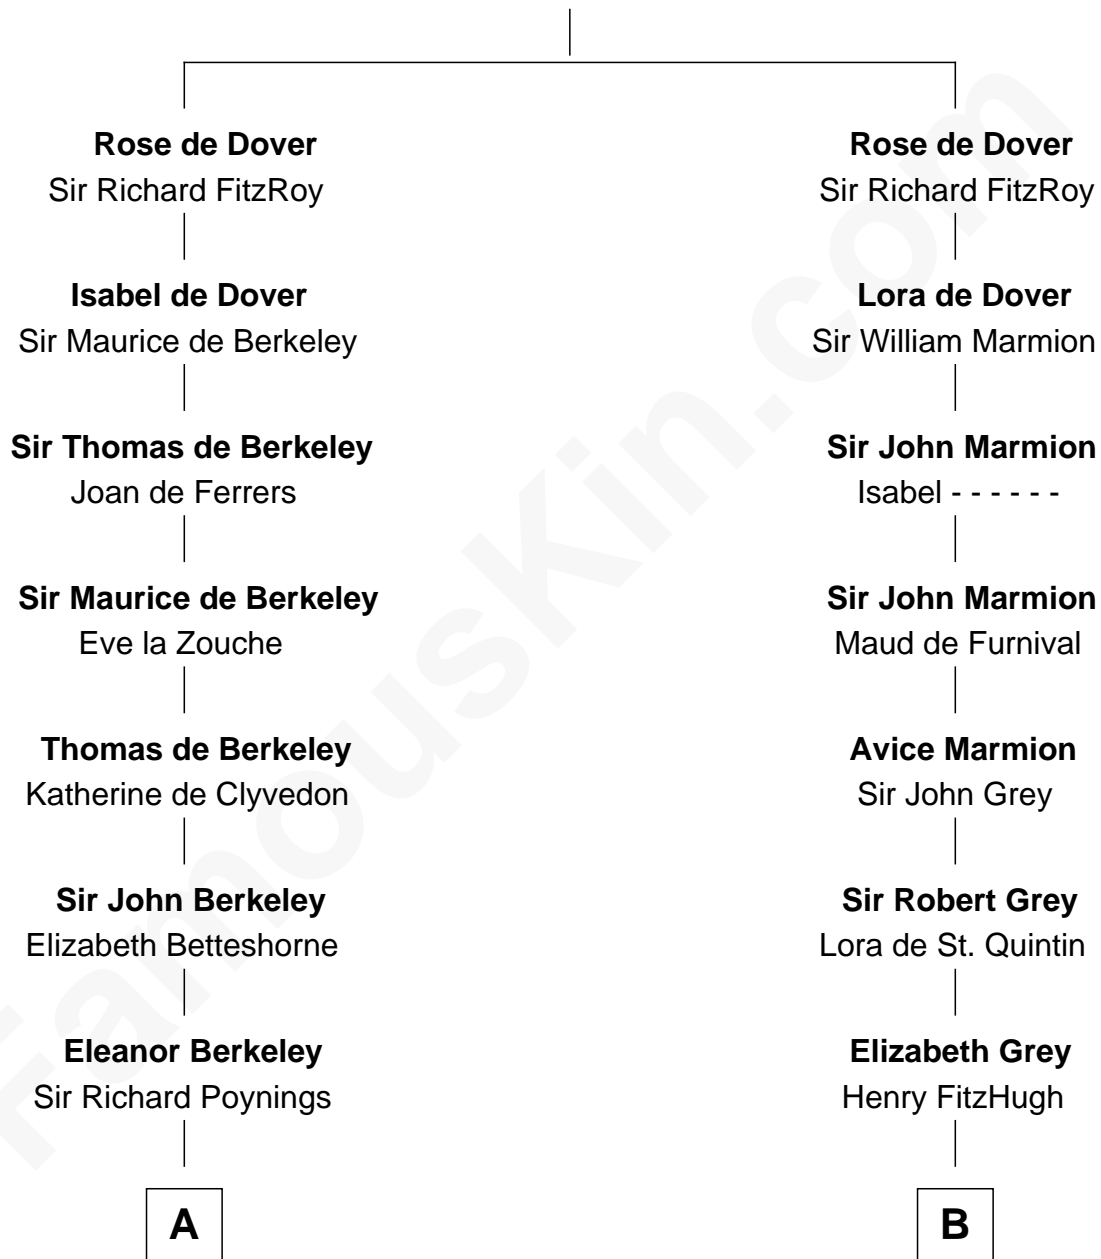 Rose de Dover
Sir Richard FitzRoy
Isabel de Dover
Sir Maurice de Berkeley
Sir Thomas de Berkeley
Joan de Ferrers
Sir Maurice de Berkeley
Eve la Zouche
Thomas de Berkeley
Katherine de Clyvedon
Sir John Berkeley
Elizabeth Betteshorne
Eleanor Berkeley
Sir Richard Poynings
A
Rose de Dover
Sir Richard FitzRoy
Lora de Dover
Sir William Marmion
Sir John Marmion
Isabel - - - - - -
Sir John Marmion
Maud de Furnival
Avice Marmion
Sir John Grey
Sir Robert Grey
Lora de St. Quintin
Elizabeth Grey
Henry FitzHugh
B
FamousKin.com